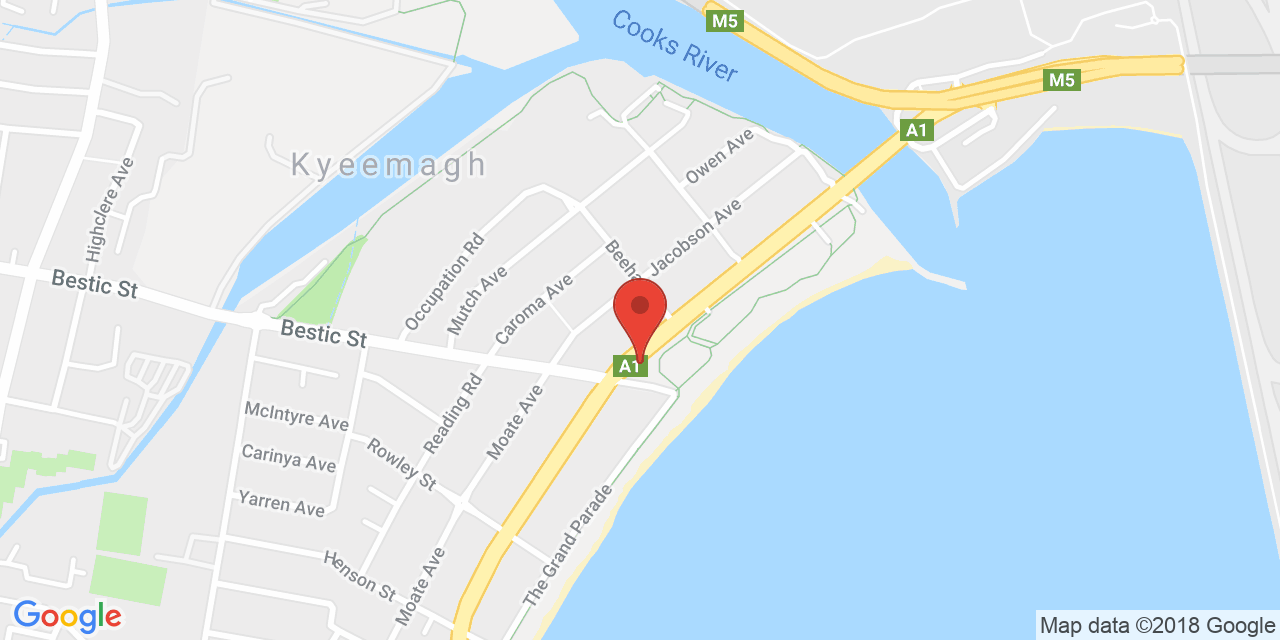 Cooks River
M5
M5
A1
Kyeemagh
Owen Ave
Highclere Ave
Jacobson Ave
Occupation Rd
Mutch Ave
Caroma Ave
Bestic St
Bestic St
A1
McIntyre Ave
Reading Rd
Moate Ave
Carinya Ave
Rowley St
Yarren Ave
The Grand Parade
Henson St
Moate Ave
Google
Map data ©2018 Google